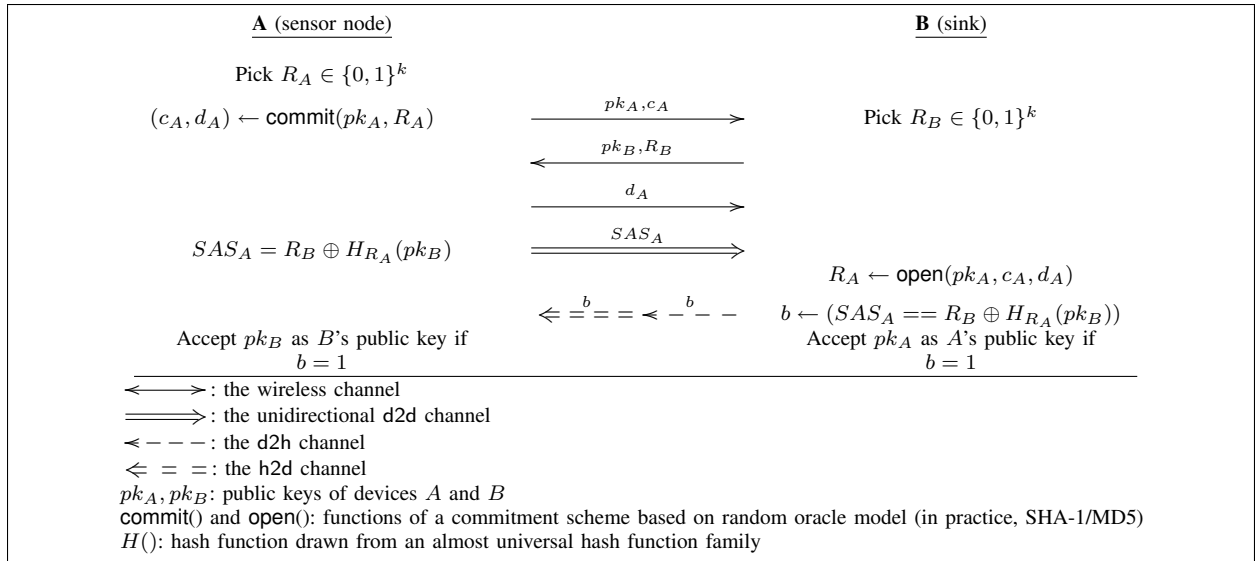 A (sensor node) B (sink)
Pick R_A ∈ {0, 1}^k
(c_A, d_A) ← commit(pk_A, R_A) pk_A,c_A Pick R_B ∈ {0, 1}^k
pk_B,R_B
d_A
SAS_A = R_B ⊕ H_{R_A}(pk_B) SAS_A
R_A ← open(pk_A, c_A, d_A)
b b b ← (SAS_A == R_B ⊕ H_{R_A}(pk_B))
Accept pk_B as B's public key if Accept pk_A as A's public key if
b = 1 b = 1
: the wireless channel
: the unidirectional d2d channel
: the d2h channel
: the h2d channel
pk_A, pk_B: public keys of devices A and B
commit() and open(): functions of a commitment scheme based on random oracle model (in practice, SHA-1/MD5)
H(): hash function drawn from an almost universal hash function family